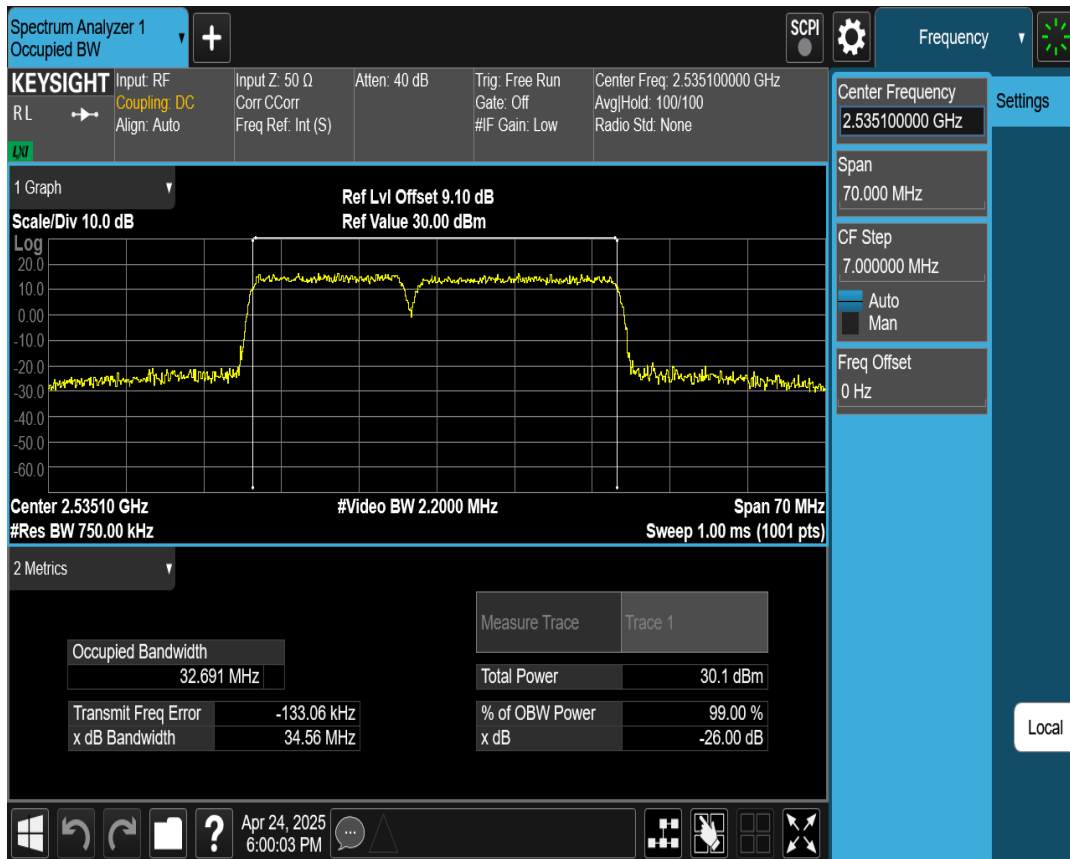 Spectrum Analyzer 1
Occupied BW
+
SCPI
Frequency
KEYSIGHT
RL
LXI
Input: RF
Coupling: DC
Align: Auto
Input Z: 50 Ω
Corr CCorr
Freq Ref: Int (S)
Atten: 40 dB
Trig: Free Run
Gate: Off
#IF Gain: Low
Center Freq: 2.535100000 GHz
Avg|Hold: 100/100
Radio Std: None
Center Frequency
2.535100000 GHz
Settings
Span
70.000 MHz
CF Step
7.000000 MHz
Auto
Man
Freq Offset
0 Hz
Local
1 Graph
Scale/Div 10.0 dB
Ref Lvl Offset 9.10 dB
Ref Value 30.00 dBm
Log
20.0
10.0
0.00
-10.0
-20.0
-30.0
-40.0
-50.0
-60.0
Center 2.53510 GHz
#Video BW 2.2000 MHz
Span 70 MHz
#Res BW 750.00 kHz
Sweep 1.00 ms (1001 pts)
2 Metrics
Measure Trace Trace 1
Occupied Bandwidth
32.691 MHz
Total Power 30.1 dBm
Transmit Freq Error -133.06 kHz
% of OBW Power 99.00 %
x dB Bandwidth 34.56 MHz
x dB -26.00 dB
?
Apr 24, 2025
6:00:03 PM